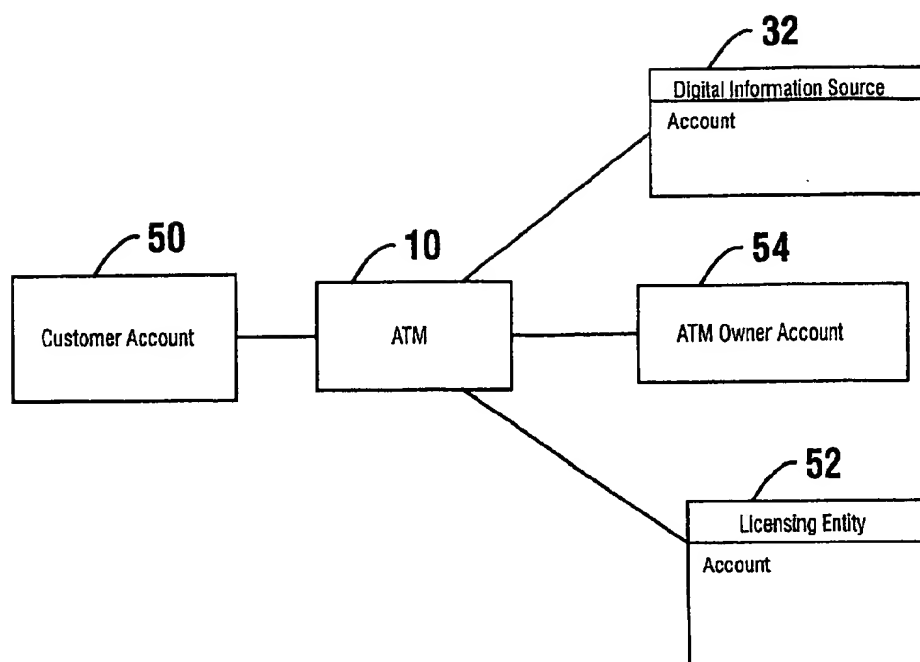 32
Digital Information Source
Account
50
10
54
Customer Account
ATM
ATM Owner Account
52
Licensing Entity
Account